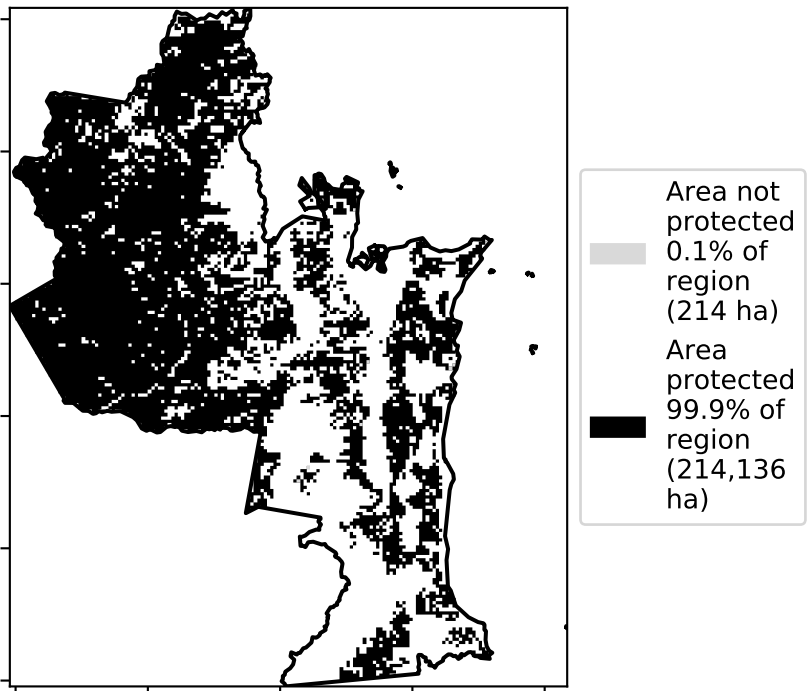 Area not
protected
0.1% of
region
(214 ha)
Area
protected
99.9% of
region
(214,136
ha)